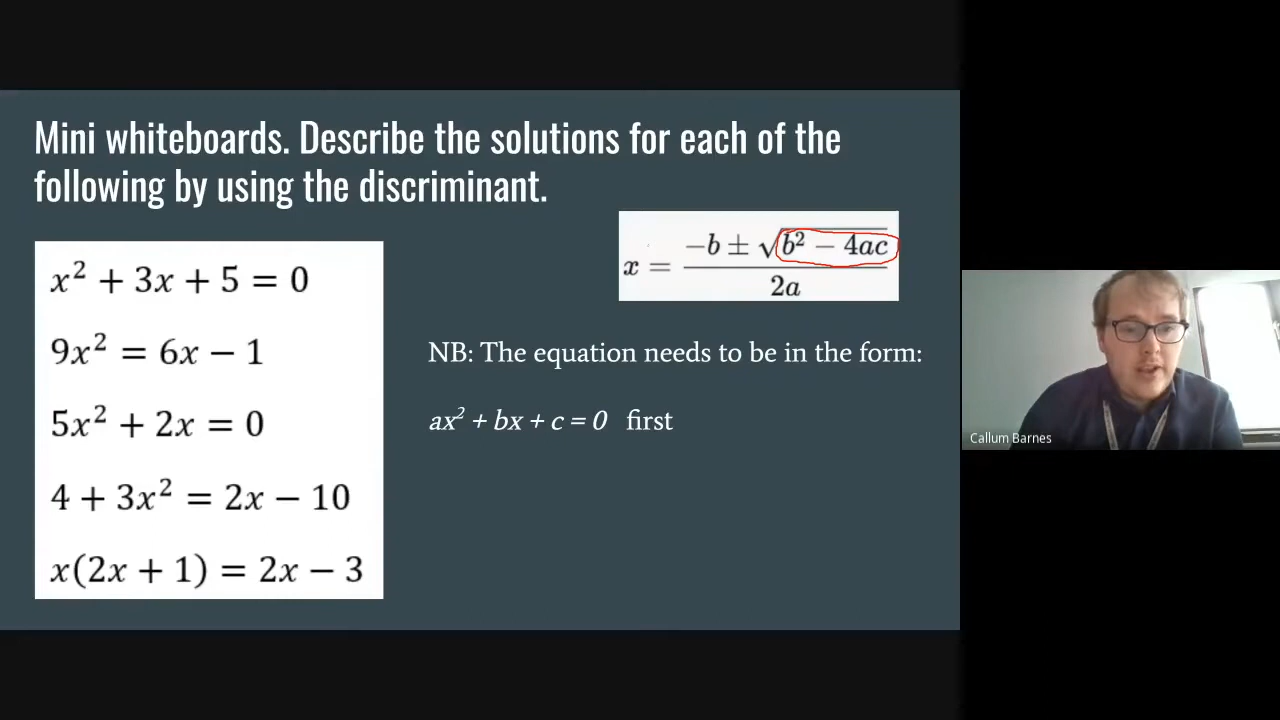 Mini whiteboards. Describe the solutions for each of the
following by using the discriminant.
x = (-b ± √(b² − 4ac)) / 2a
x² + 3x + 5 = 0
9x² = 6x − 1
5x² + 2x = 0
4 + 3x² = 2x − 10
x(2x + 1) = 2x − 3
NB: The equation needs to be in the form:
ax² + bx + c = 0 first
Callum Barnes